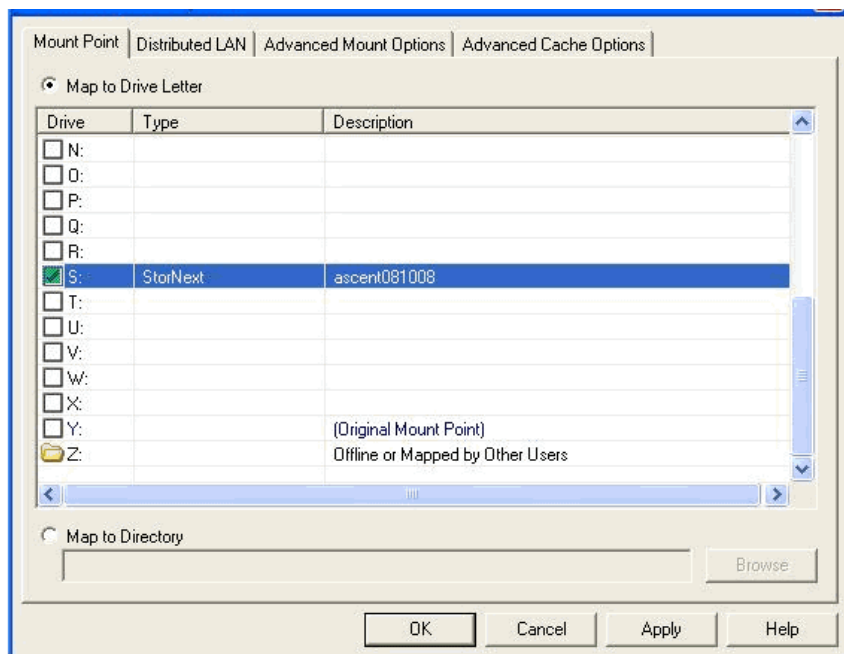 Mount Point Distributed LAN Advanced Mount Options Advanced Cache Options
Map to Drive Letter
Drive Type Description
N:
O:
P:
Q:
R:
S: StorNext ascent081008
T:
U:
V:
W:
X:
Y: (Original Mount Point)
Z: Offline or Mapped by Other Users
Map to Directory
Browse
OK Cancel Apply Help